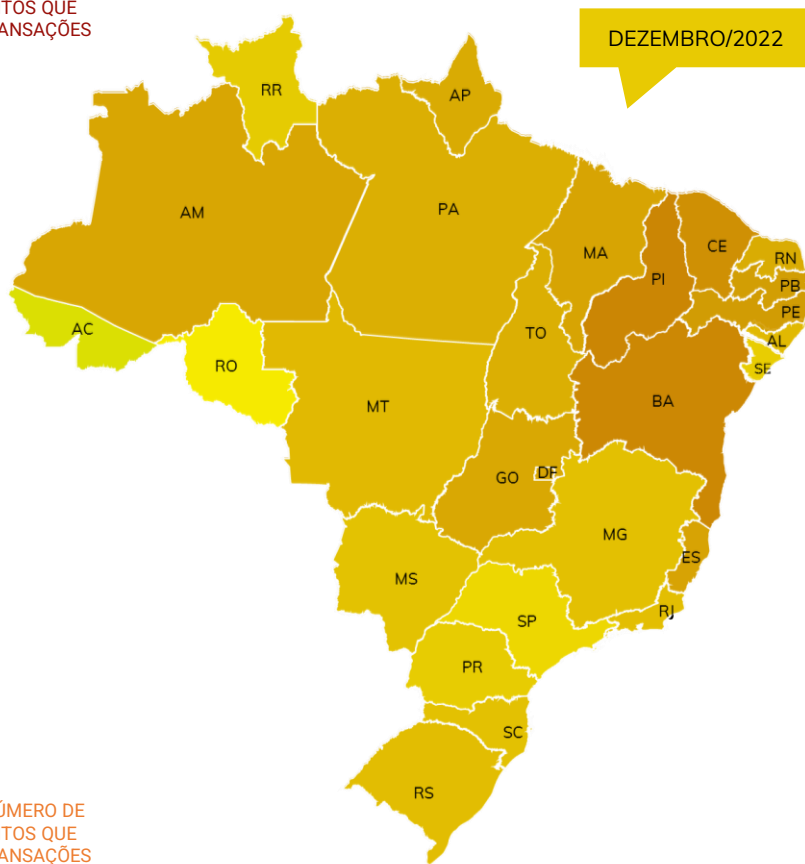 TOS QUE
ANSAÇÕES
DEZEMBRO/2022
RR
AP
AM
PA
MA
CE
RN
PI
PB
PE
AC
TO
AL
RO
SE
MT
BA
GO
DF
MG
ES
MS
RJ
SP
PR
SC
RS
ÚMERO DE
TOS QUE
ANSAÇÕES